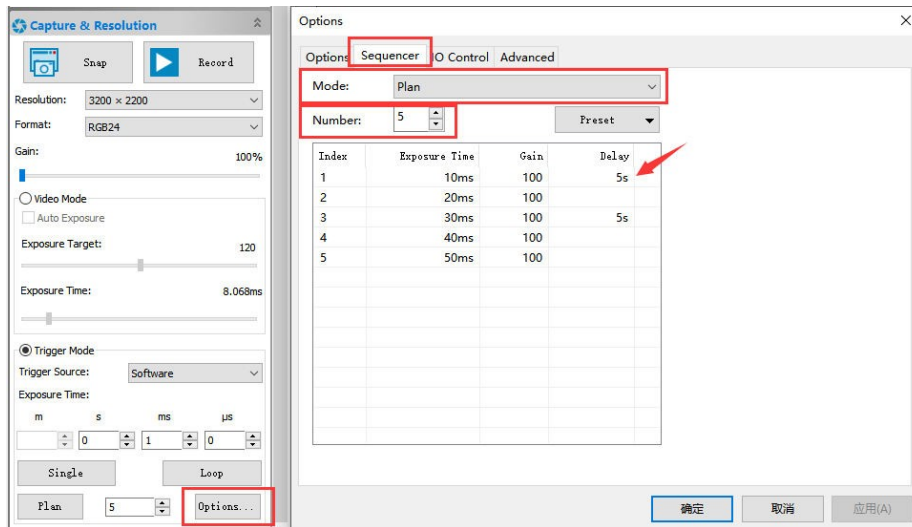 Capture & Resolution
Snap
Record
Resolution:
3200 × 2200
Format:
RGB24
Gain:
100%
Video Mode
Auto Exposure
Exposure Target:
120
Exposure Time:
8.068ms
Trigger Mode
Trigger Source:
Software
Exposure Time:
m s ms μs
0 1 0
Single
Loop
Plan
5
Options...
Options
Options Sequencer IO Control Advanced
Mode:
Plan
Number:
5
Preset
Index Exposure Time Gain Delay
1 10ms 100 5s
2 20ms 100
3 30ms 100 5s
4 40ms 100
5 50ms 100
确定
取消
应用(A)